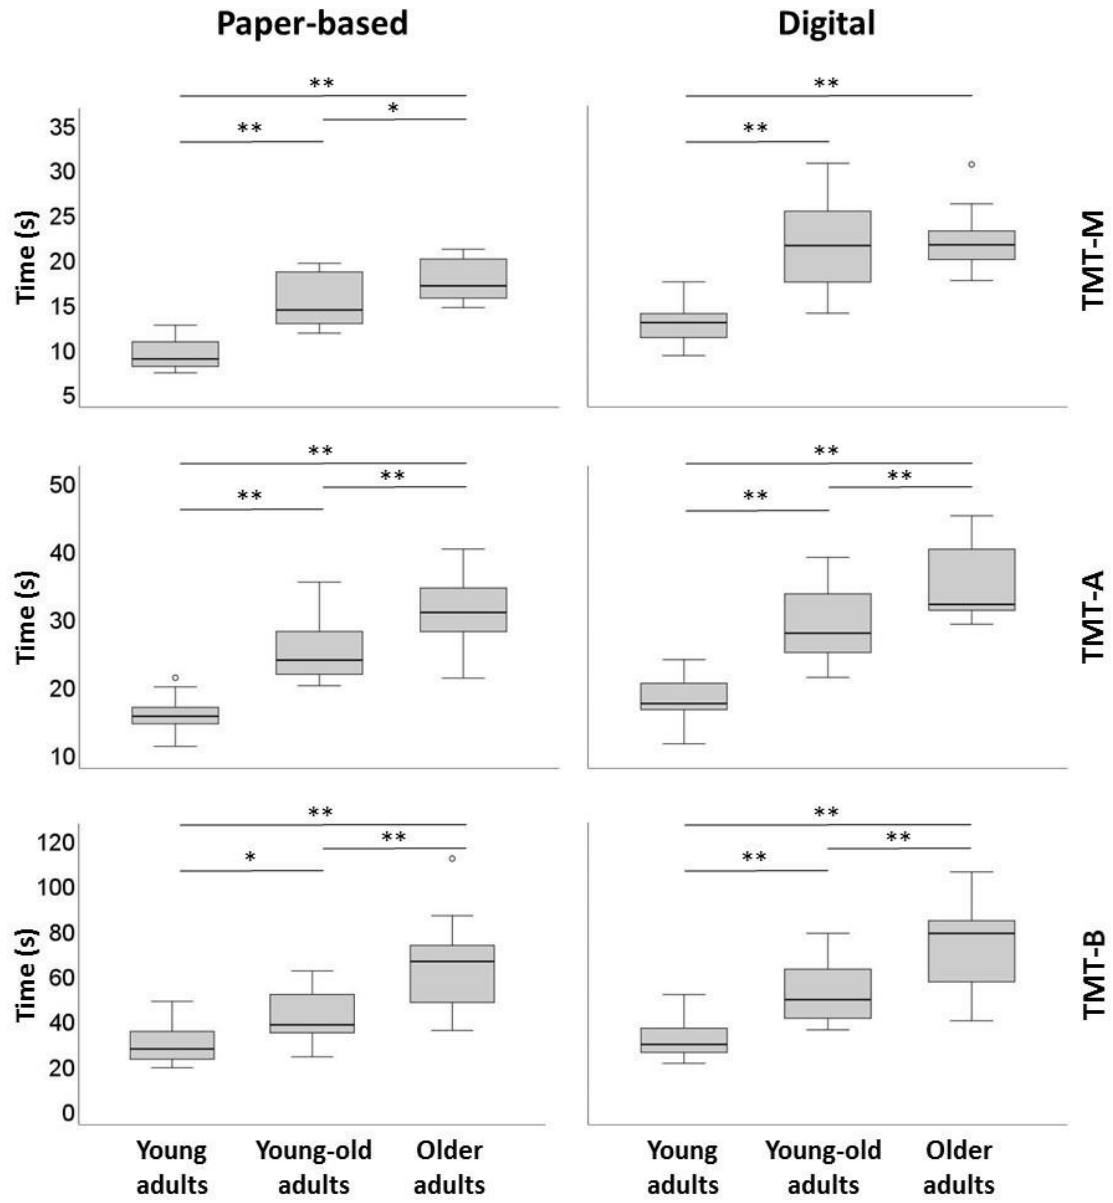 Paper-based
Digital
**
**
*
**
**
35
30
25
20
15
10
5
Time (s)
TMT-M
**
**
**
**
**
**
50
40
30
20
10
Time (s)
TMT-A
**
**
*
**
**
**
120
100
80
60
40
20
0
Time (s)
TMT-B
Young adults
Young-old adults
Older adults
Young adults
Young-old adults
Older adults